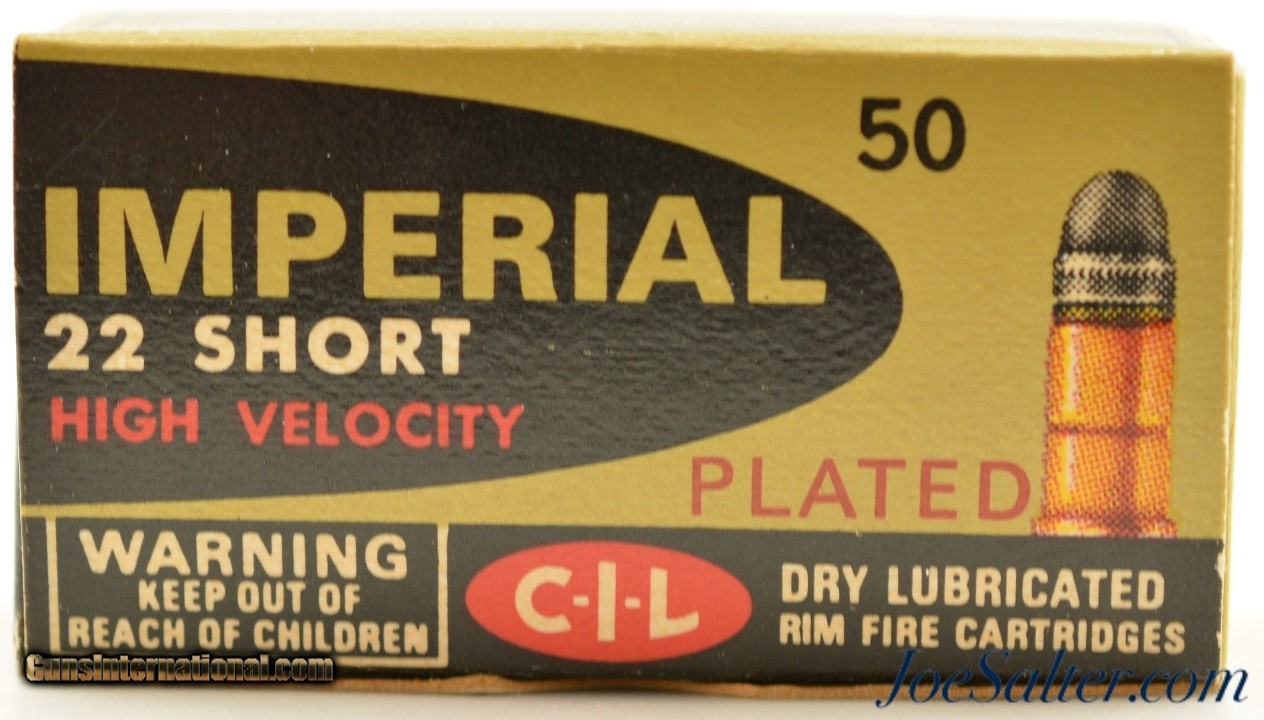 50
IMPERIAL
22 SHORT
HIGH VELOCITY
PLATED
WARNING
KEEP OUT OF
REACH OF CHILDREN
C-I-L
DRY LUBRICATED
RIM FIRE CARTRIDGES
GunsInternational.com
JoeSalter.com